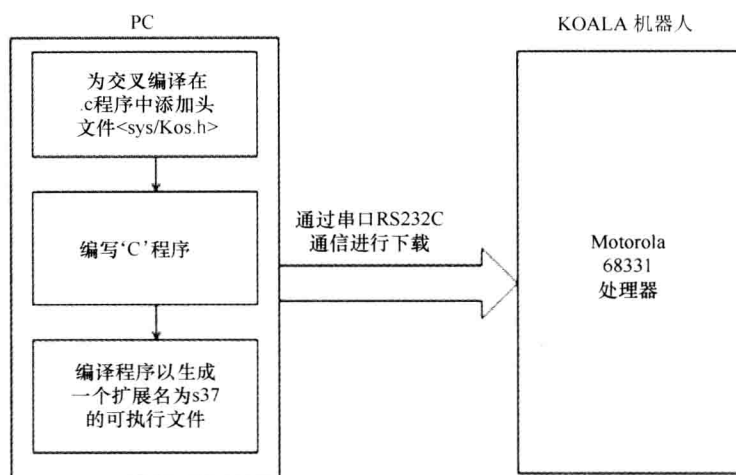 PC
KOALA 机器人
为交叉编译在
.c程序中添加头
文件<sys/Kos.h>
编写‘C’程序
编译程序以生成
一个扩展名为s37
的可执行文件
通过串口RS232C
通信进行下载
Motorola
68331
处理器